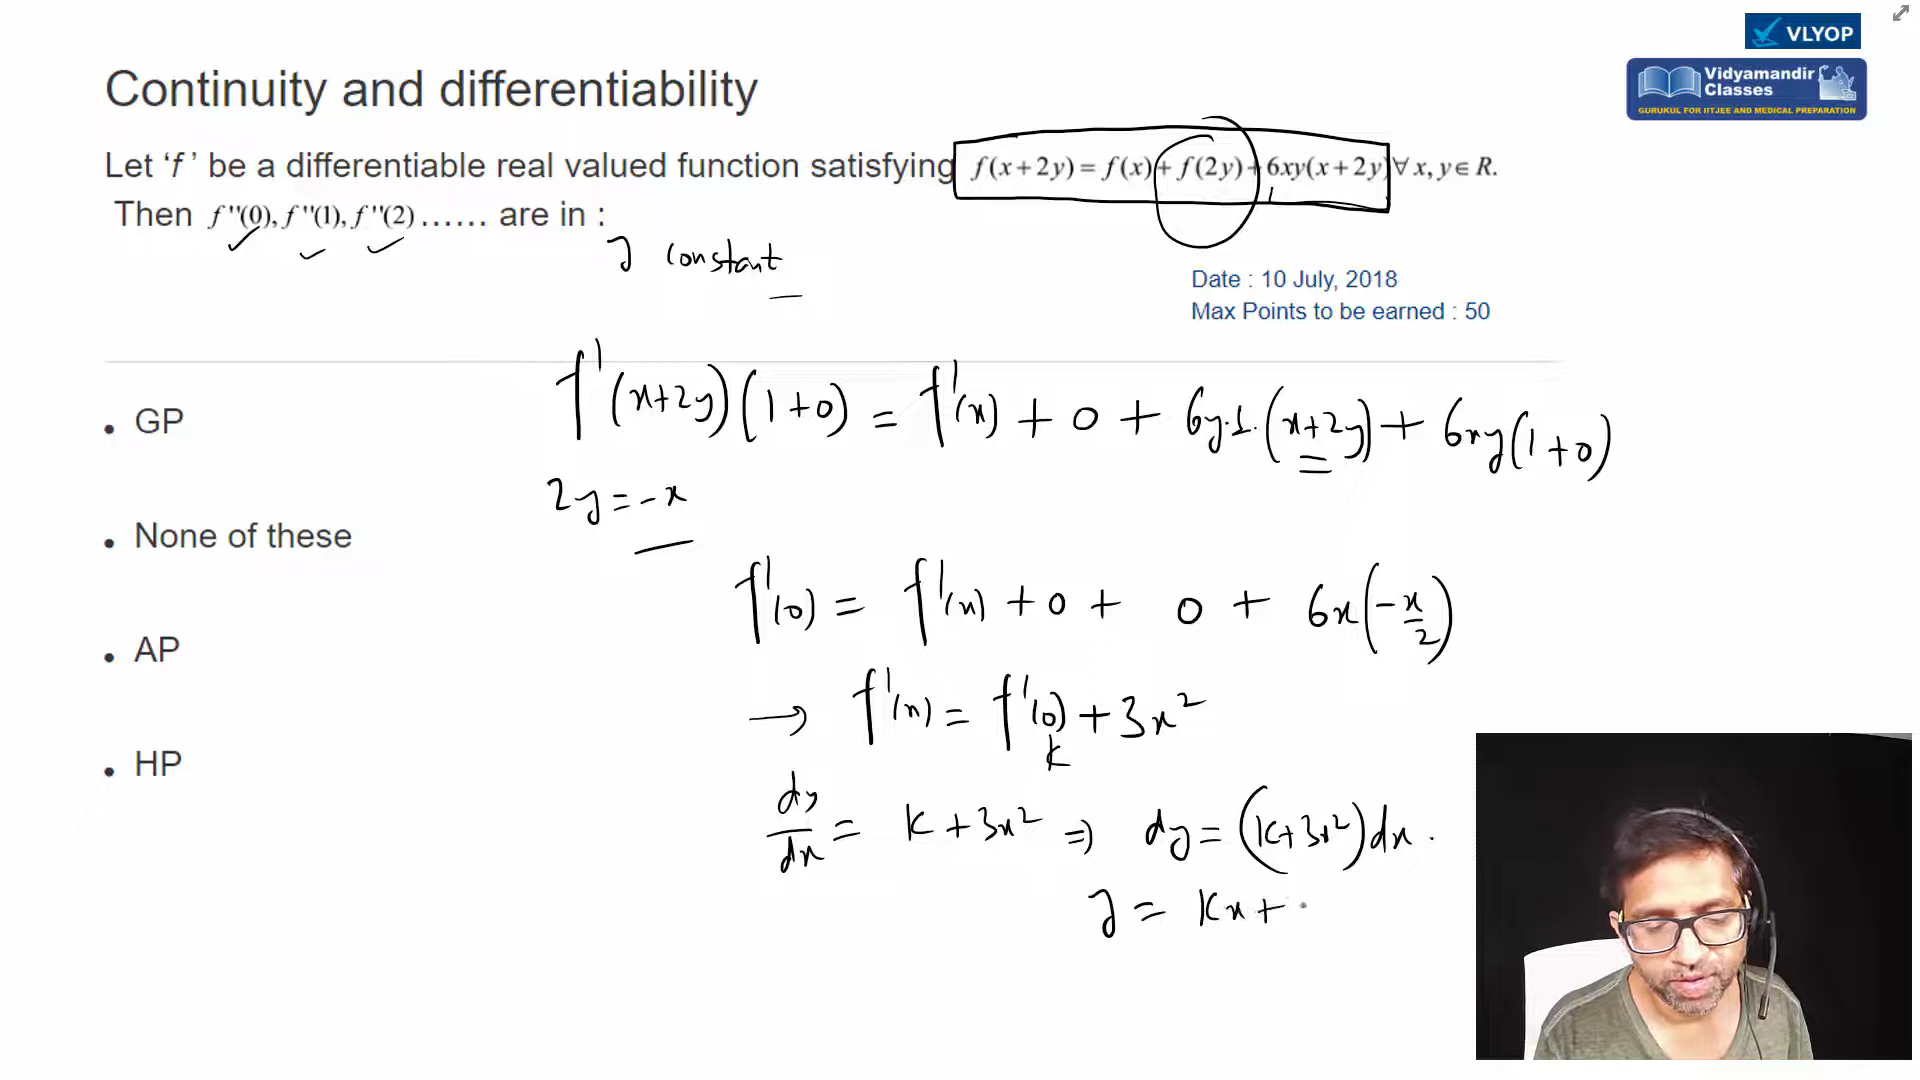 VLYOP
Vidyamandir
Classes
GURUKUL FOR IITJEE AND MEDICAL PREPARATION
Continuity and differentiability
Let ‘f ’ be a differentiable real valued function satisfying f(x+2y)= f(x)+ f(2y)+6xy(x+2y)∀ x, y∈ R.
Then f "(0), f "(1), f "(2) ...... are in :
y constant
Date : 10 July, 2018
Max Points to be earned : 50
f'(x+2y)(1+0) = f'(x) + 0 + 6y.1.(x+2y) + 6xy(1+0)
• GP
2y = -x
• None of these
f'(0) = f'(x) + 0 + 0 + 6x(-x/2)
• AP
→ f'(x) = f'(0) + 3x²
k
• HP
dy/dx = k + 3x² ⇒ dy = (k+3x²)dx .
y = kx +